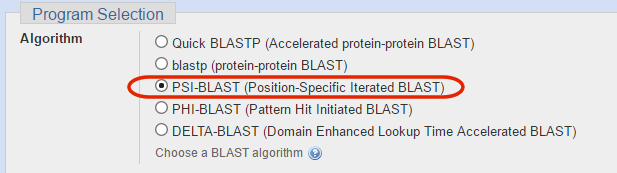 Program Selection
Algorithm
Quick BLASTP (Accelerated protein-protein BLAST)
blastp (protein-protein BLAST)
PSI-BLAST (Position-Specific Iterated BLAST)
PHI-BLAST (Pattern Hit Initiated BLAST)
DELTA-BLAST (Domain Enhanced Lookup Time Accelerated BLAST)
Choose a BLAST algorithm ?